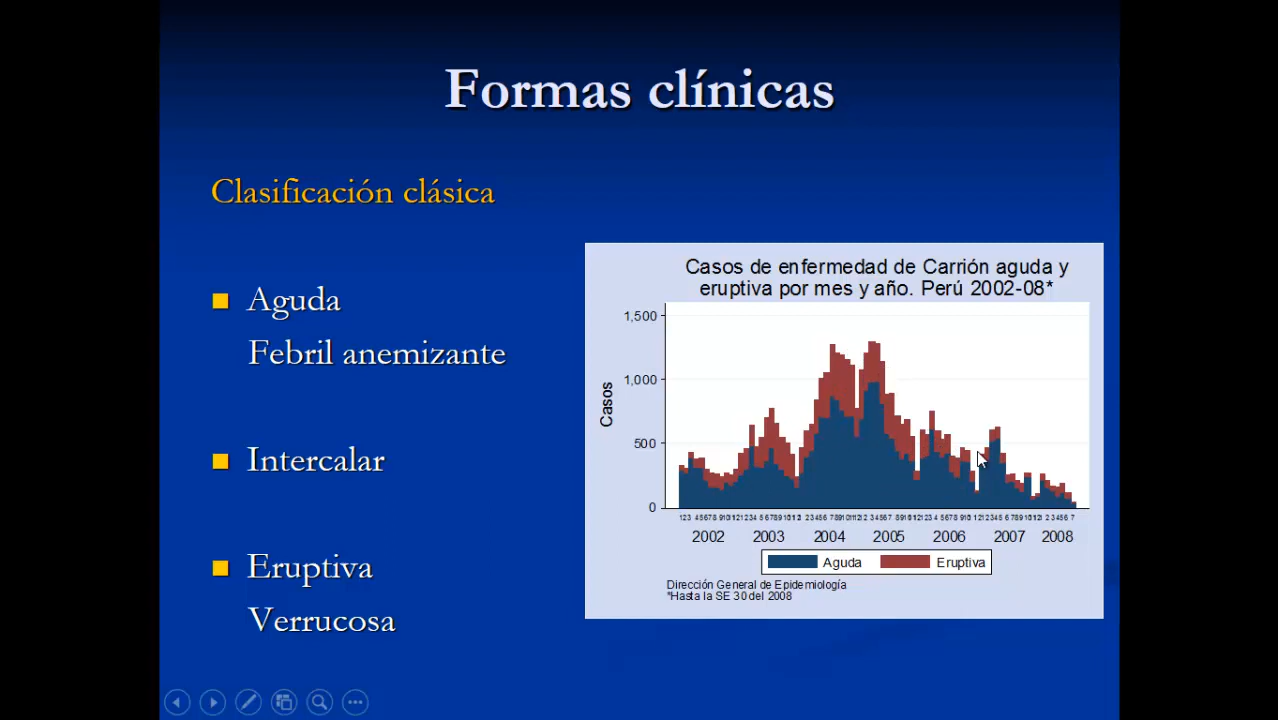 Formas clínicas
Clasificación clásica
Aguda
Febril anemizante
Intercalar
Eruptiva
Verrucosa
Casos de enfermedad de Carrión aguda y
eruptiva por mes y año. Perú 2002-08*
Casos
1,500
1,000
500
0
2002 2003 2004 2005 2006 2007 2008
Aguda Eruptiva
Dirección General de Epidemiología
*Hasta la SE 30 del 2008